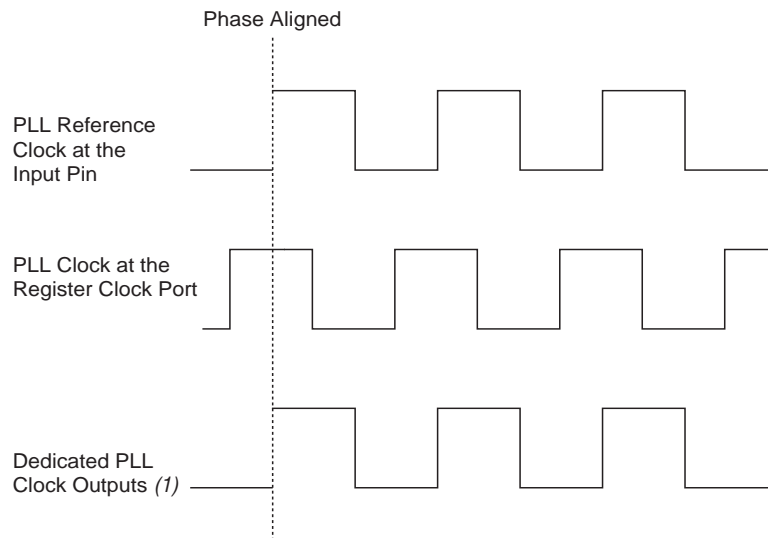 Phase Aligned
PLL Reference
Clock at the
Input Pin
PLL Clock at the
Register Clock Port
Dedicated PLL
Clock Outputs (1)